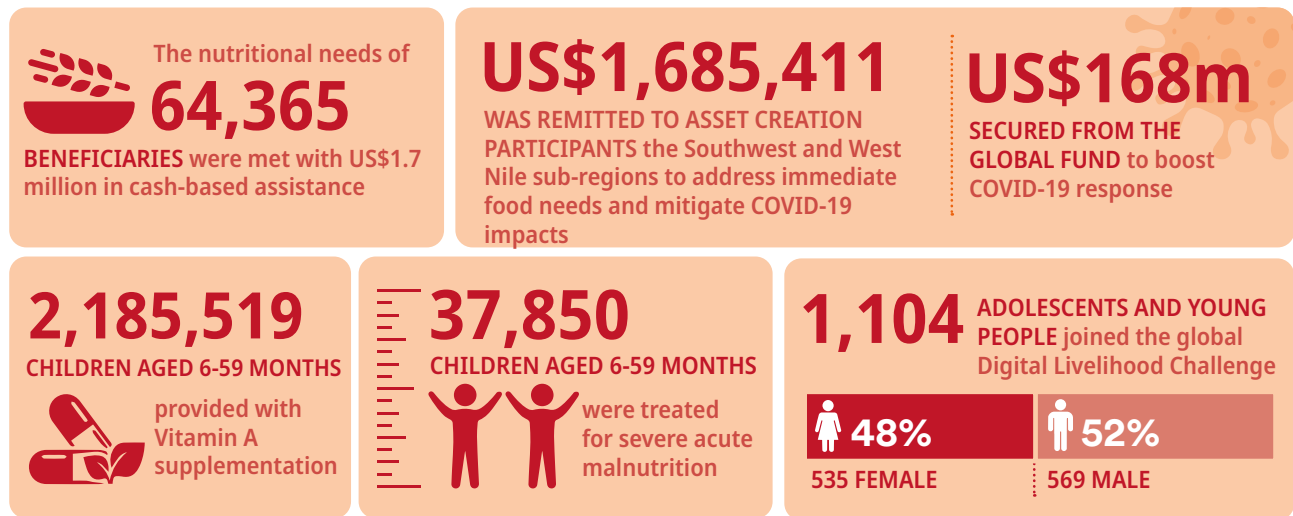 The nutritional needs of
64,365
BENEFICIARIES were met with US$1.7
million in cash-based assistance
US$1,685,411
WAS REMITTED TO ASSET CREATION
PARTICIPANTS the Southwest and West
Nile sub-regions to address immediate
food needs and mitigate COVID-19
impacts
US$168m
SECURED FROM THE
GLOBAL FUND to boost
COVID-19 response
2,185,519
CHILDREN AGED 6-59 MONTHS
provided with
Vitamin A
supplementation
37,850
CHILDREN AGED 6-59 MONTHS
were treated
for severe acute
malnutrition
1,104
ADOLESCENTS AND YOUNG
PEOPLE joined the global
Digital Livelihood Challenge
48%
52%
535 FEMALE
569 MALE